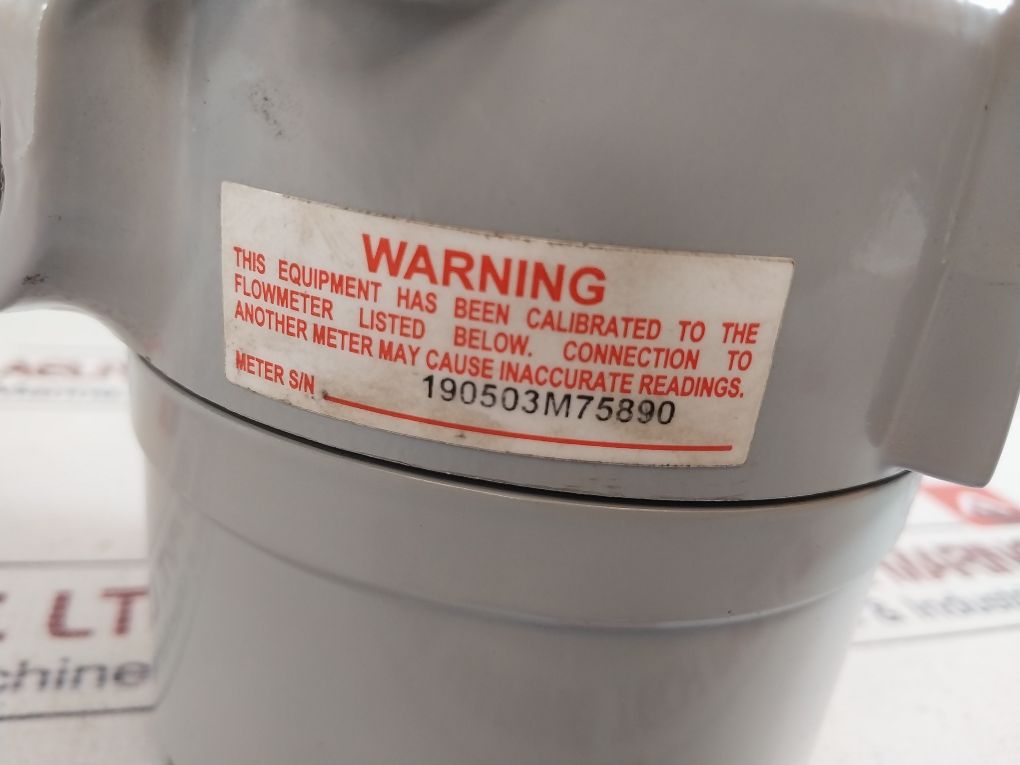 WARNING
THIS EQUIPMENT HAS BEEN CALIBRATED TO THE
FLOWMETER LISTED BELOW. CONNECTION TO
ANOTHER METER MAY CAUSE INACCURATE READINGS.
METER S/N 190503M75890